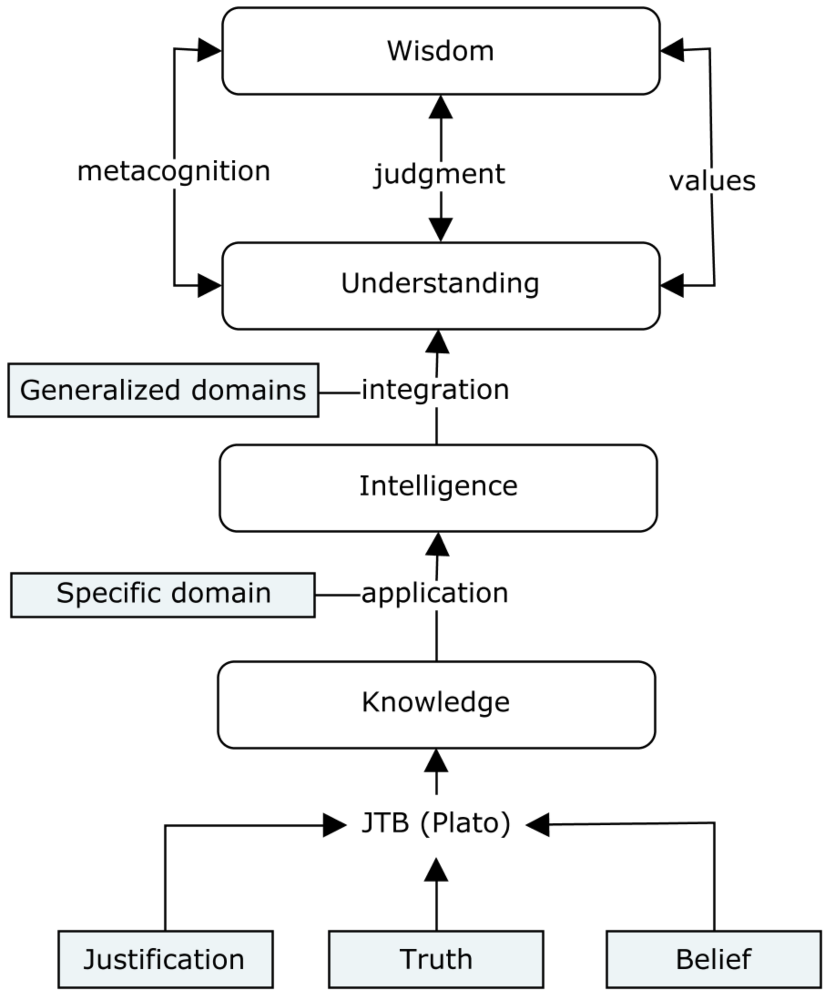 Wisdom
metacognition
judgment
values
Understanding
Generalized domains
integration
Intelligence
Specific domain
application
Knowledge
JTB (Plato)
Justification
Truth
Belief